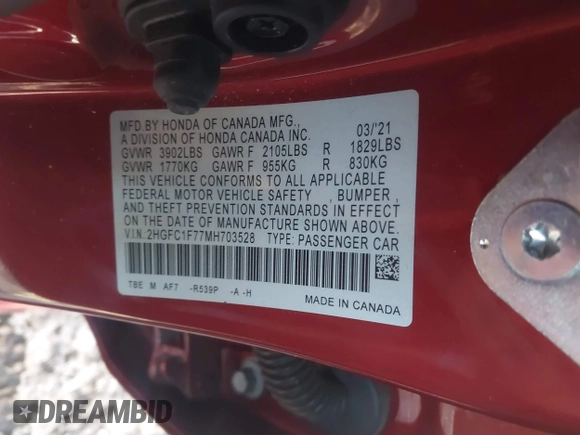 MFD.BY HONDA OF CANADA MFG.,
A DIVISION OF HONDA CANADA INC. 03/'21
GVWR 3902LBS GAWR F 2105LBS R 1829LBS
GVWR 1770KG GAWR F 955KG R 830KG
THIS VEHICLE CONFORMS TO ALL APPLICABLE
FEDERAL MOTOR VEHICLE SAFETY , BUMPER ,
AND THEFT PREVENTION STANDARDS IN EFFECT
ON THE DATE OF MANUFACTURE SHOWN ABOVE.
V.I.N. 2HGFC1F77MH703528 TYPE: PASSENGER CAR
TBE M AF7 -R539P -A -H
MADE IN CANADA
DREAMBID